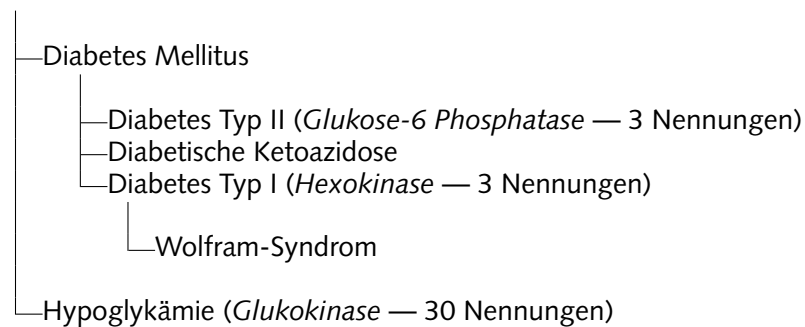 Diabetes Mellitus
Diabetes Typ II (Glukose-6 Phosphatase — 3 Nennungen)
Diabetische Ketoazidose
Diabetes Typ I (Hexokinase — 3 Nennungen)
Wolfram-Syndrom
Hypoglykämie (Glukokinase — 30 Nennungen)